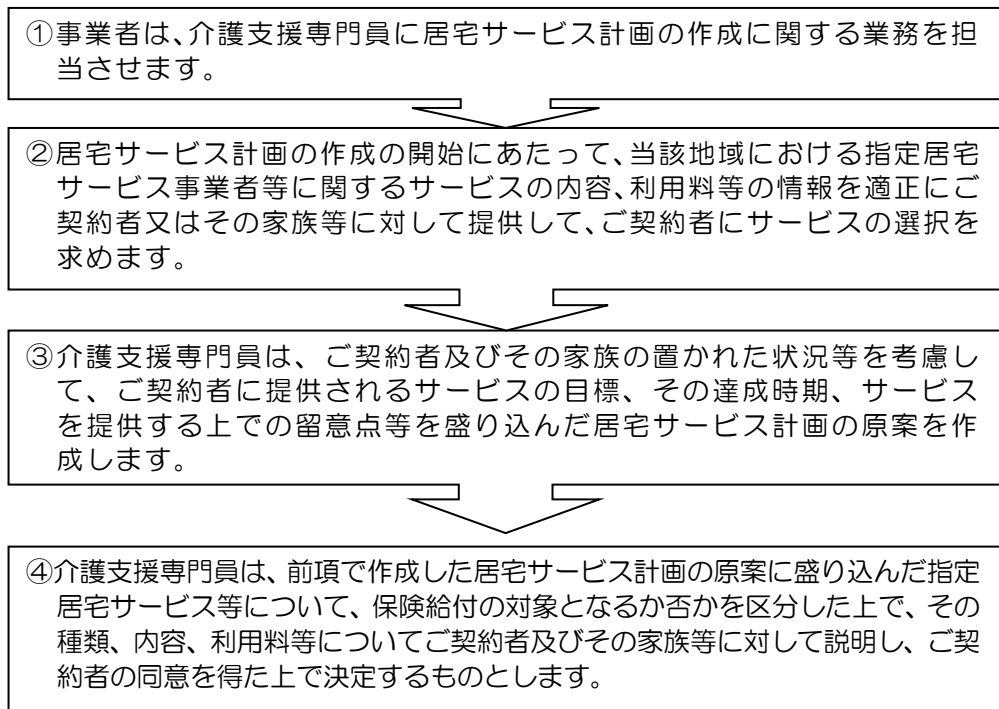 ①事業者は、介護支援専門員に居宅サービス計画の作成に関する業務を担
当させます。
②居宅サービス計画の作成の開始にあたって、当該地域における指定居宅
サービス事業者等に関するサービスの内容、利用料等の情報を適正にご
契約者又はその家族等に対して提供して、ご契約者にサービスの選択を
求めます。
③介護支援専門員は、ご契約者及びその家族の置かれた状況等を考慮し
て、ご契約者に提供されるサービスの目標、その達成時期、サービス
を提供する上での留意点等を盛り込んだ居宅サービス計画の原案を作
成します。
④介護支援専門員は、前項で作成した居宅サービス計画の原案に盛り込んだ指定
居宅サービス等について、保険給付の対象となるか否かを区分した上で、その
種類、内容、利用料等についてご契約者及びその家族等に対して説明し、ご契
約者の同意を得た上で決定するものとします。